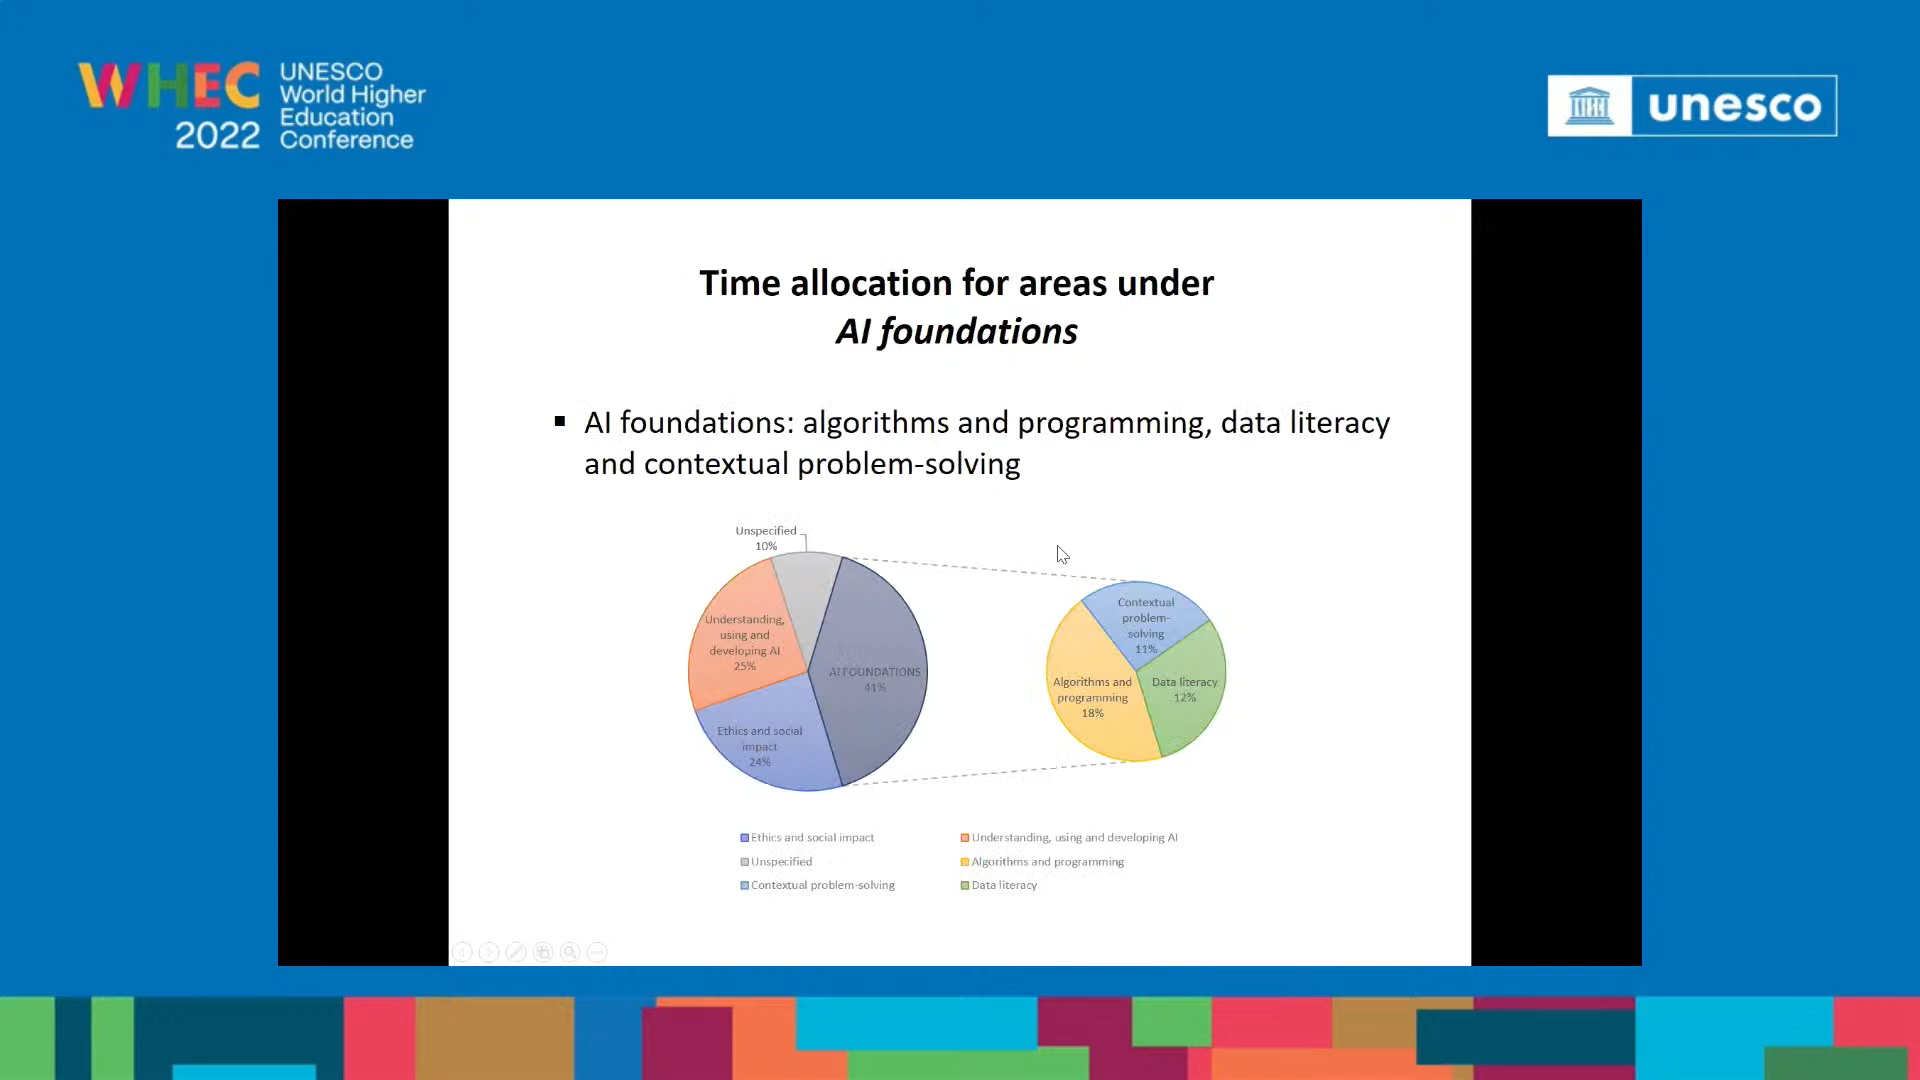 WHEC
2022
UNESCO
World Higher
Education
Conference
unesco
Time allocation for areas under
AI foundations
▪ AI foundations: algorithms and programming, data literacy
and contextual problem-solving
Unspecified
10%
Understanding,
using and
developing AI
25%
AI FOUNDATIONS
41%
Ethics and social
impact
24%
Contextual
problem-
solving
11%
Algorithms and
programming
18%
Data literacy
12%
Ethics and social impact
Understanding, using and developing AI
Unspecified
Algorithms and programming
Contextual problem-solving
Data literacy